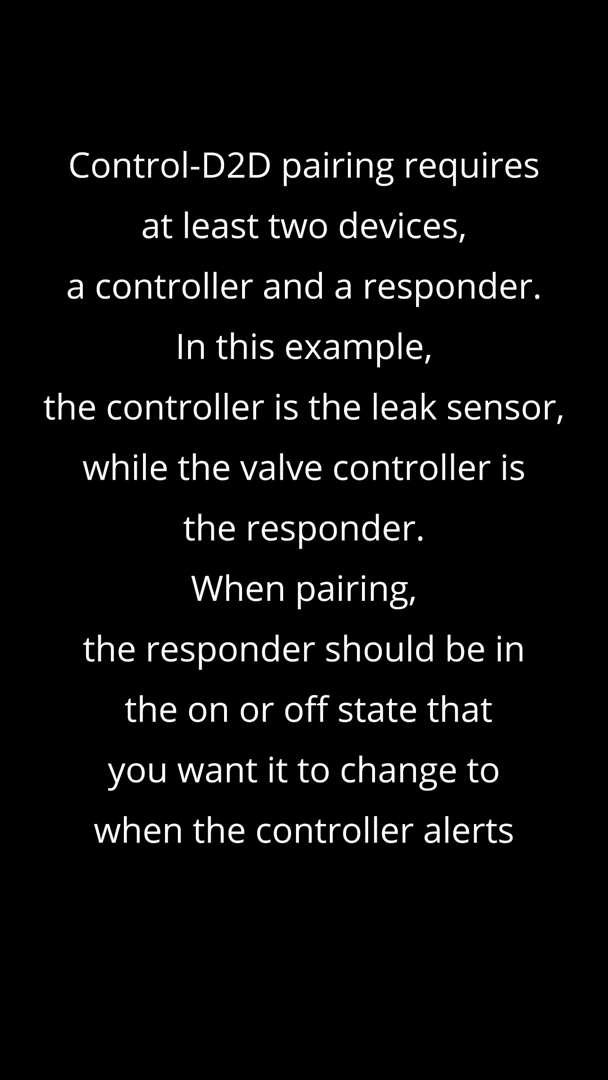 Control-D2D pairing requires
at least two devices,
a controller and a responder.
In this example,
the controller is the leak sensor,
while the valve controller is
the responder.
When pairing,
the responder should be in
the on or off state that
you want it to change to
when the controller alerts